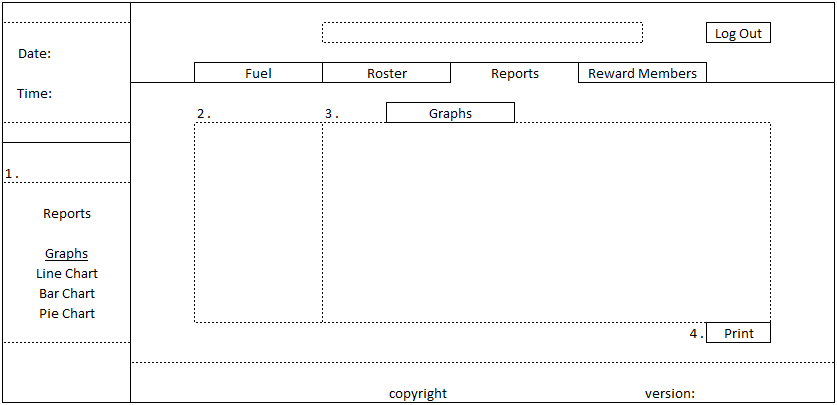 Log Out
Date:
Fuel
Roster
Reports
Reward Members
Time:
2.
3.
Graphs
1.
Reports
Graphs
Line Chart
Bar Chart
Pie Chart
4.
Print
copyright
version: